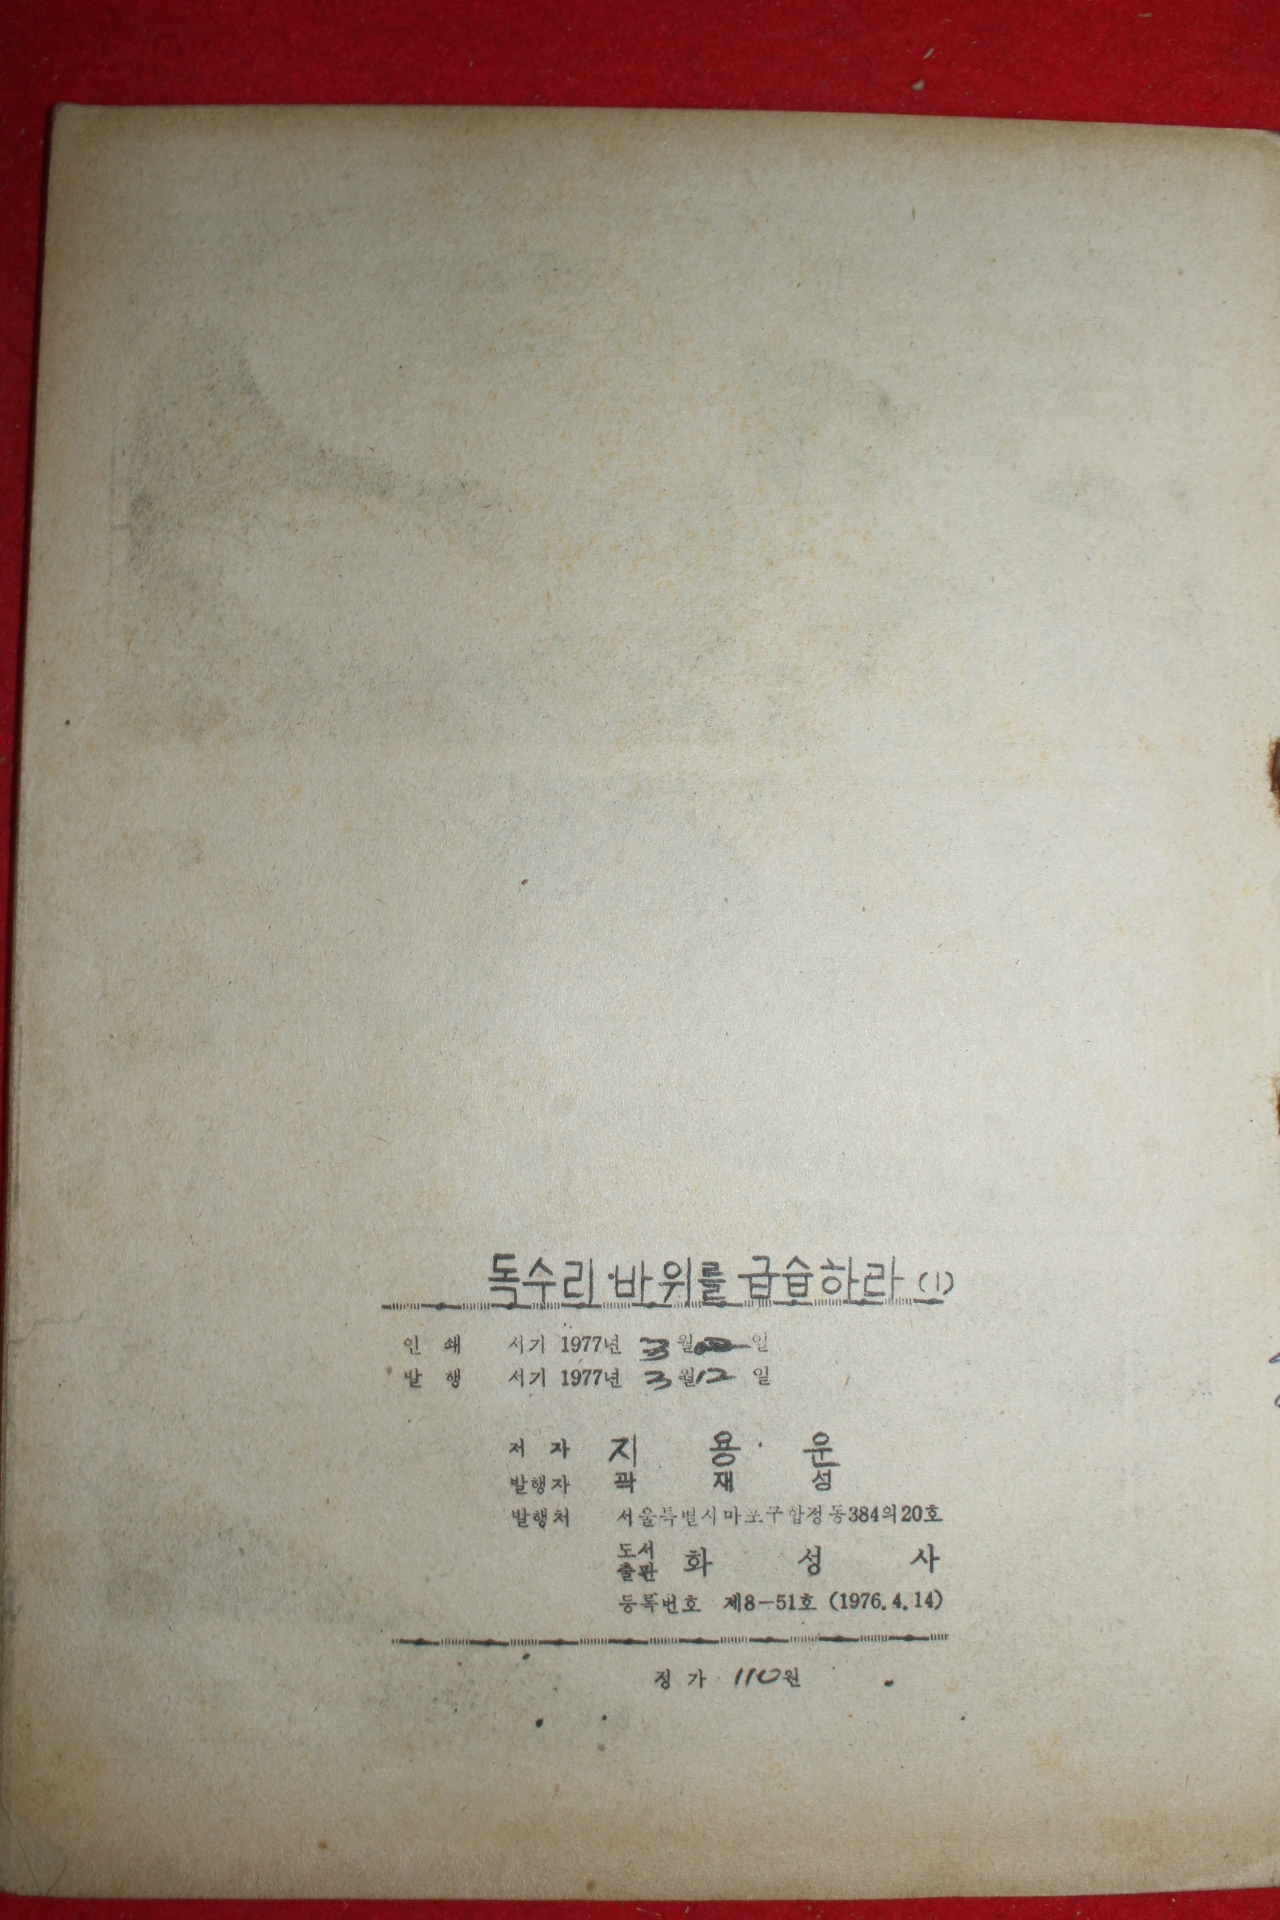 독수리 바위를 급습하라 (1)
인 쇄 서기 1977년 3월 일
발 행 서기 1977년 3월 12일
저 자 지 용 운
발행자 곽 재 성
발행처 서울특별시마포구합정동384의20호
도서출판 화 성 사
등록번호 제8-51호 (1976.4.14)
정 가 110원